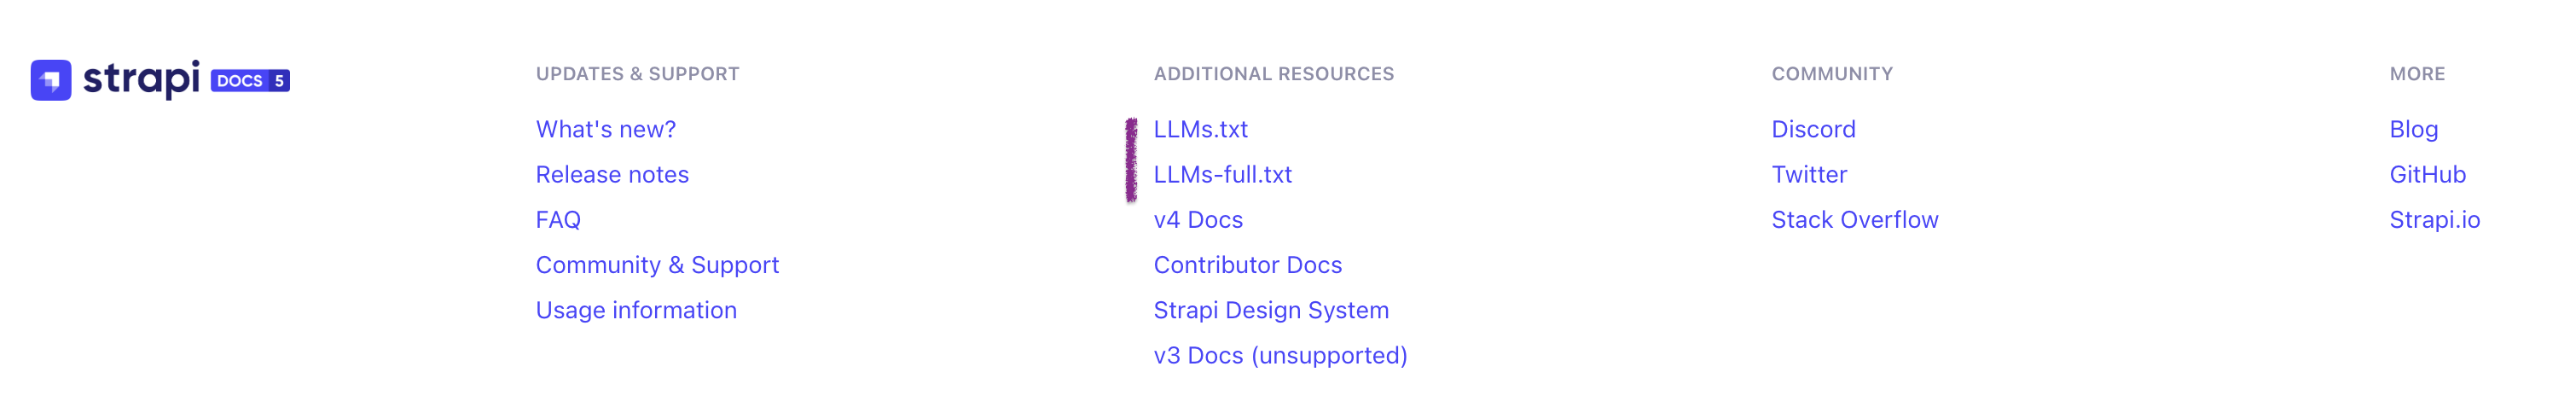 strapi DOCS 5
UPDATES & SUPPORT
What's new?
Release notes
FAQ
Community & Support
Usage information
ADDITIONAL RESOURCES
LLMs.txt
LLMs-full.txt
v4 Docs
Contributor Docs
Strapi Design System
v3 Docs (unsupported)
COMMUNITY
Discord
Twitter
Stack Overflow
MORE
Blog
GitHub
Strapi.io